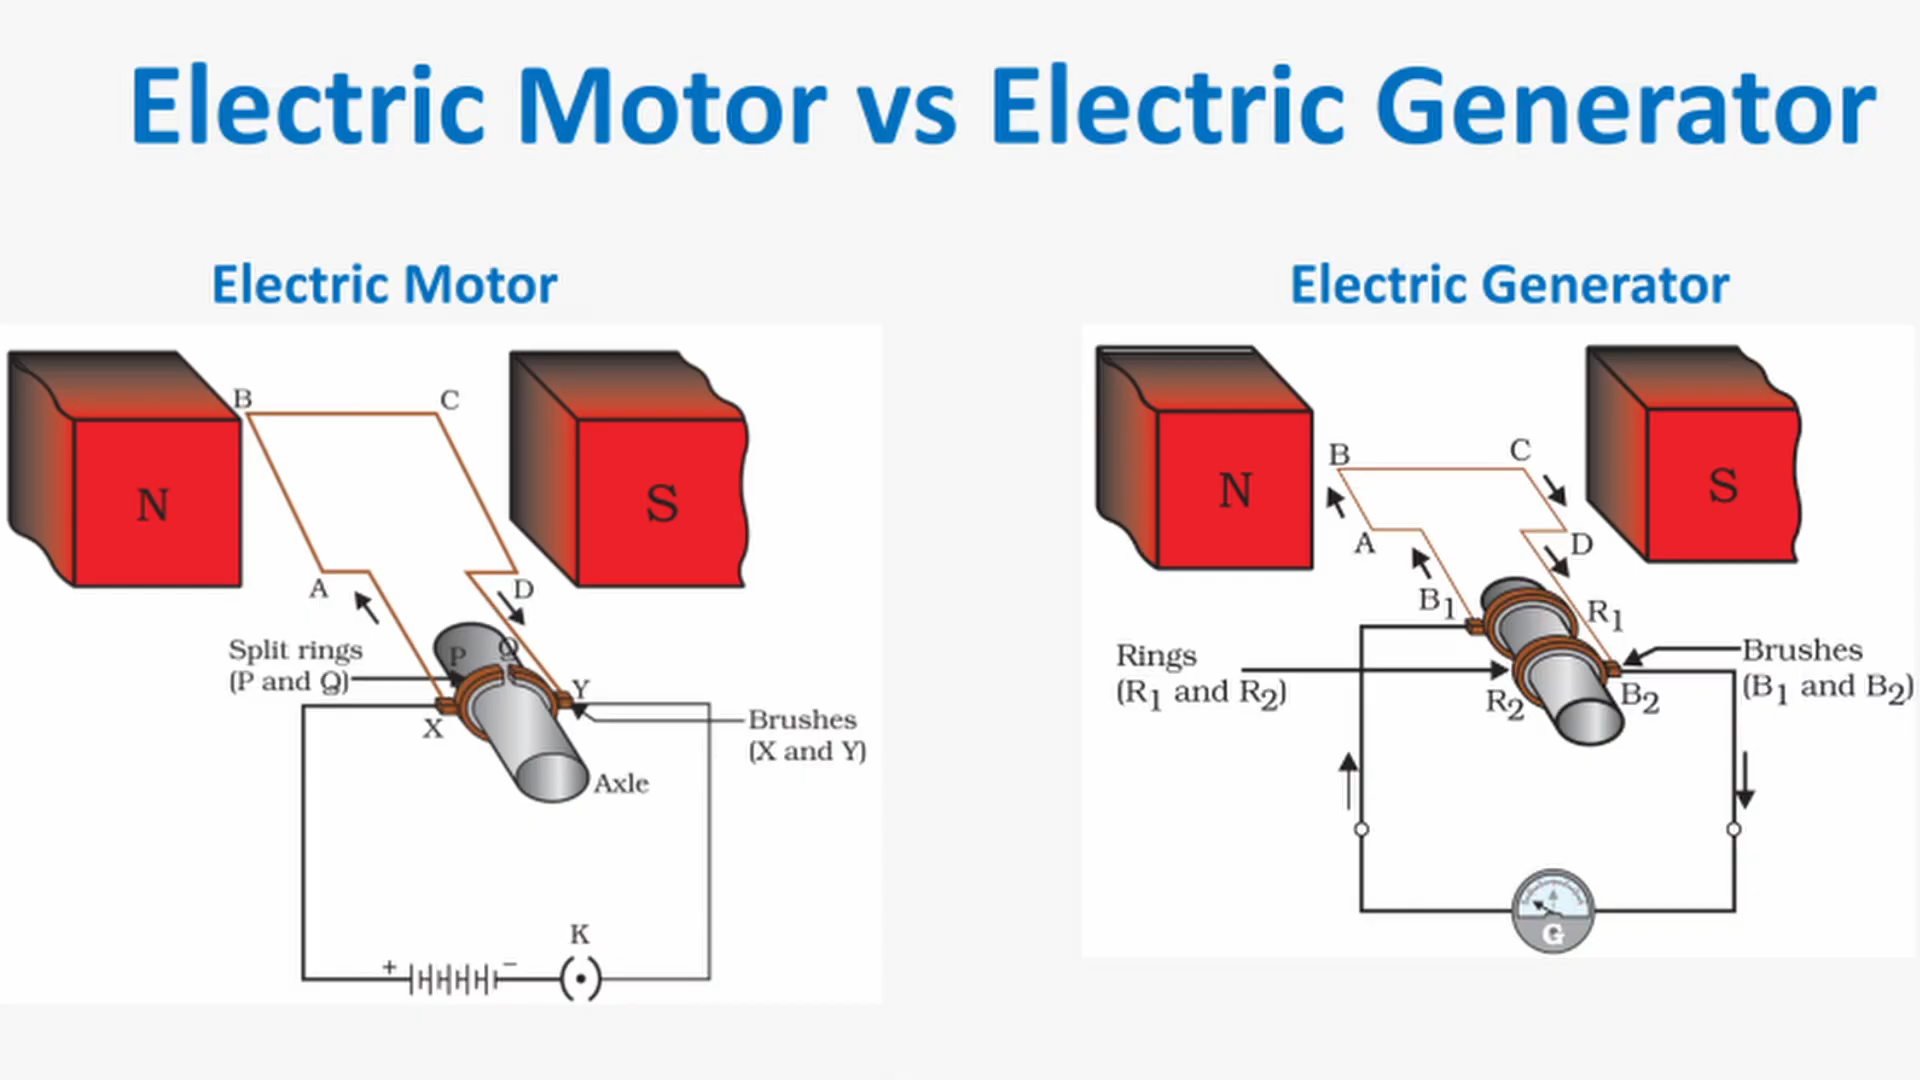 Electric Motor vs Electric Generator
Electric Motor
N
S
B
C
A
D
Split rings
(P and Q)
P
Q
X
Y
Brushes
(X and Y)
Axle
+
−
K
Electric Generator
N
S
B
C
A
D
B1
R1
Rings
(R1 and R2)
R2
B2
Brushes
(B1 and B2)
G